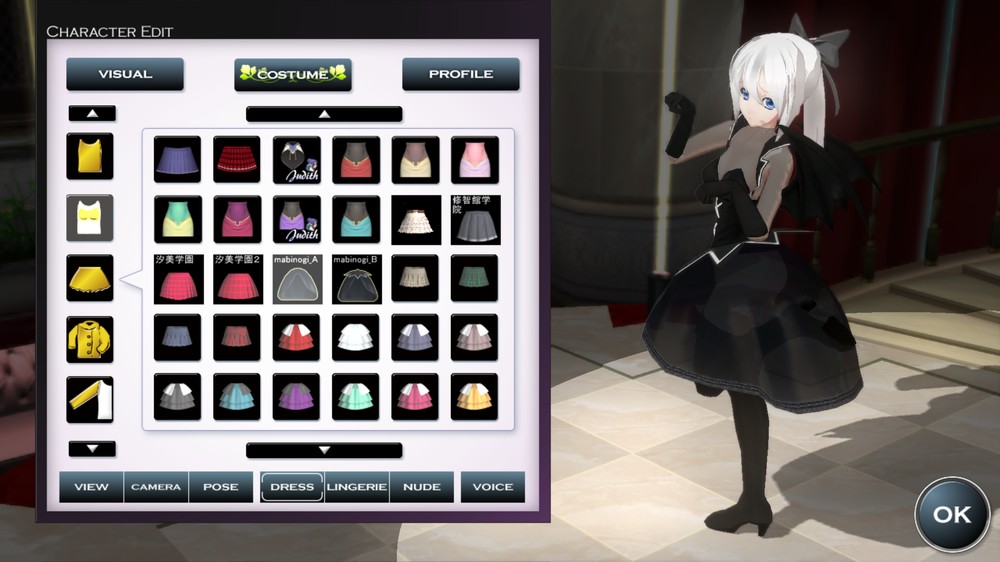 CHARACTER EDIT
VISUAL
COSTUME
PROFILE
Judith
Judith
修智館学
院
汐美学園
汐美学園2
mabinogi_A
mabinogi_B
VIEW
CAMERA
POSE
DRESS
LINGERIE
NUDE
VOICE
OK